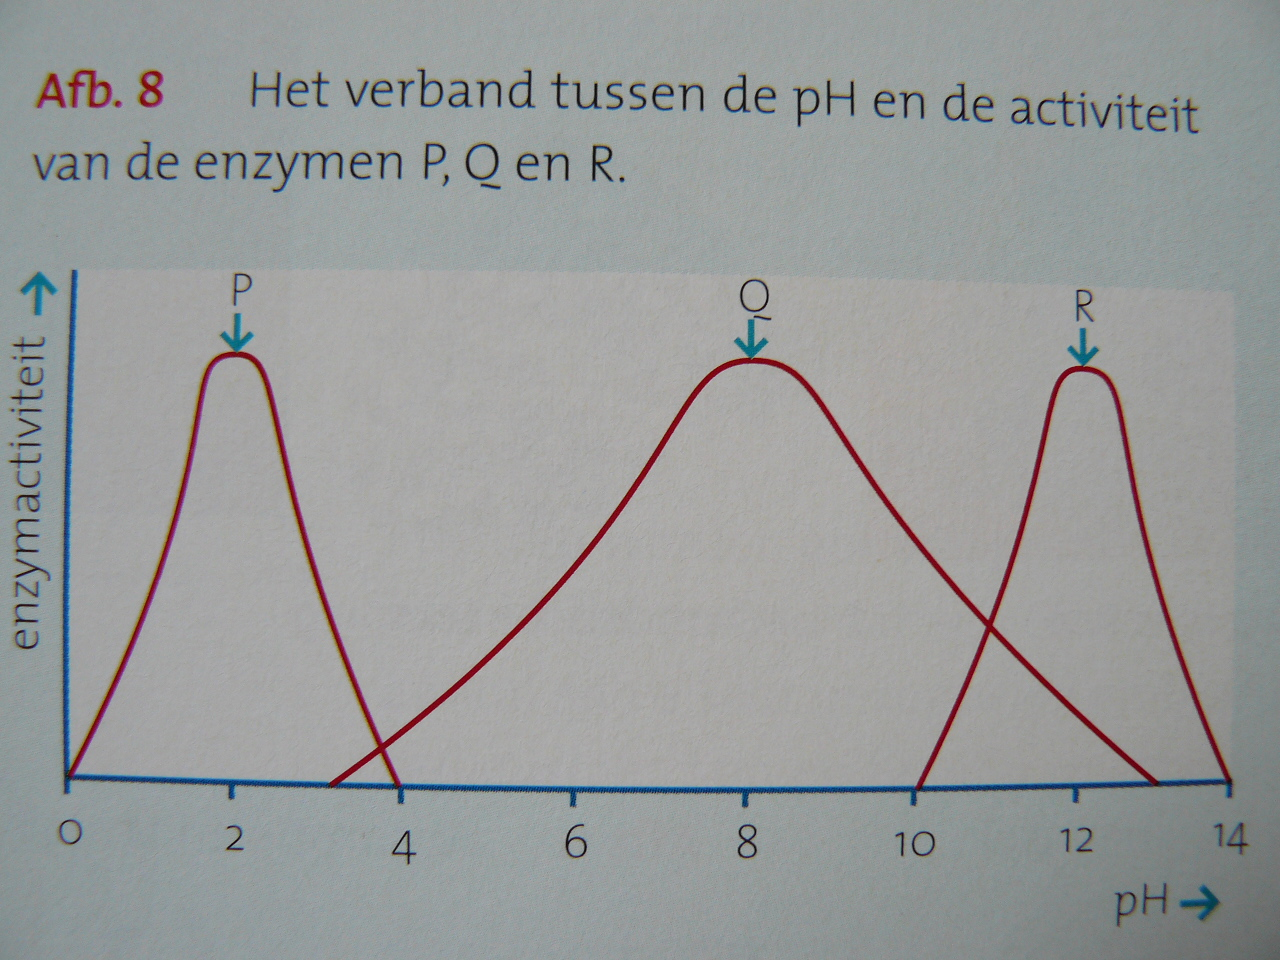 Afb. 8 Het verband tussen de pH en de activiteit
van de enzymen P, Q en R.
P Q R
enzymactiviteit →
0 2 4 6 8 10 12 14
pH →